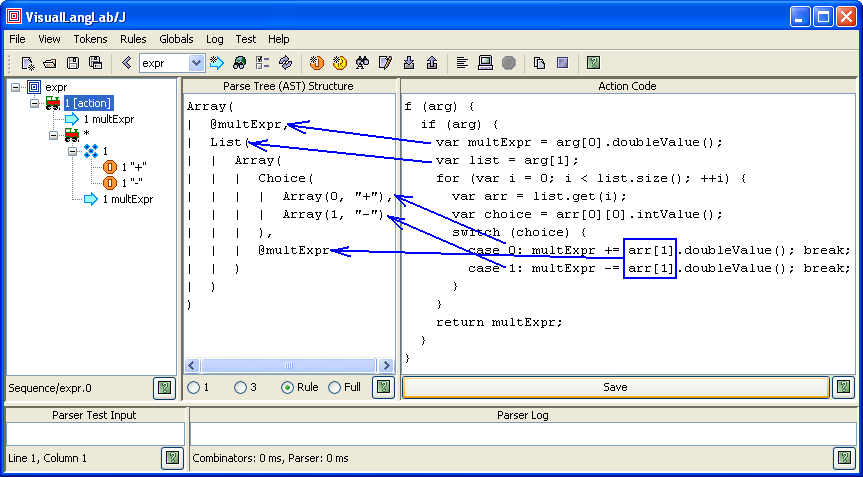 VisualLangLab/J
File View Tokens Rules Globals Log Test Help
expr
expr
1 [action]
1 multExpr
*
1
1 "+"
1 "-"
1 multExpr
Sequence/expr.0
Parse Tree (AST) Structure
Array(
|   @multExpr,
|   List(
|   |   Array(
|   |   |   Choice(
|   |   |   |   Array(0, "+"),
|   |   |   |   Array(1, "-")
|   |   |   ),
|   |   |   @multExpr
|   |   )
|   )
)
1 3 Rule Full
Action Code
f (arg) {
  if (arg) {
    var multExpr = arg[0].doubleValue();
    var list = arg[1];
    for (var i = 0; i < list.size(); ++i) {
      var arr = list.get(i);
      var choice = arr[0][0].intValue();
      switch (choice) {
        case 0: multExpr += arr[1].doubleValue(); break;
        case 1: multExpr -= arr[1].doubleValue(); break;
      }
    }
    return multExpr;
  }
}
Save
Parser Test Input
Line 1, Column 1
Parser Log
Combinators: 0 ms, Parser: 0 ms